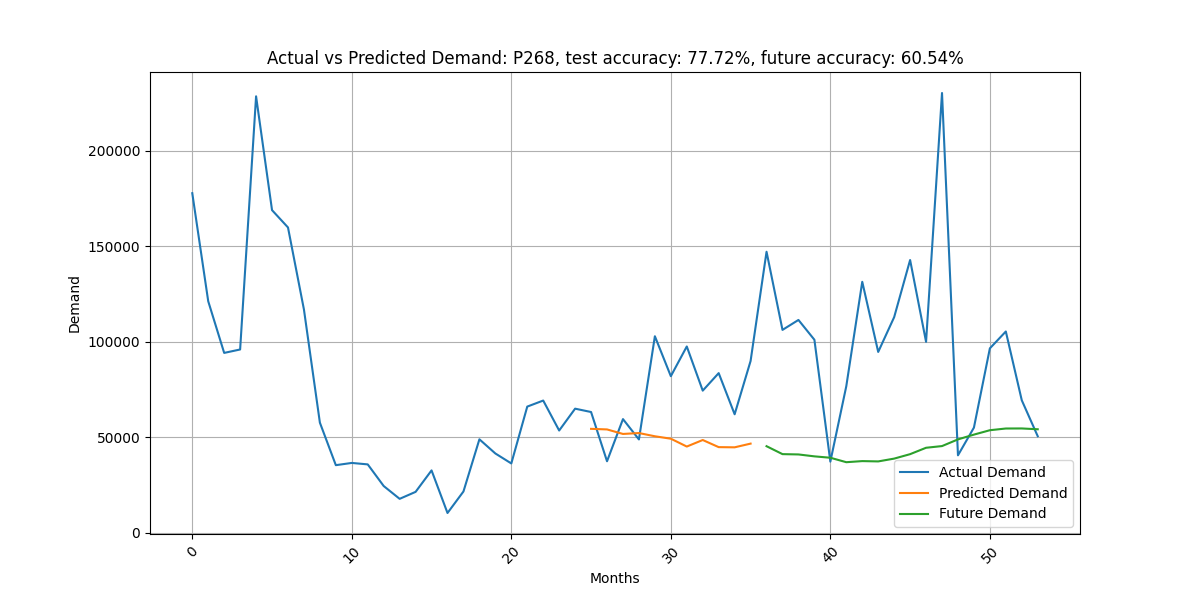 Actual vs Predicted Demand: P268, test accuracy: 77.72%, future accuracy: 60.54%
200000
150000
100000
50000
0
Demand
0
10
20
30
40
50
Months
Actual Demand
Predicted Demand
Future Demand